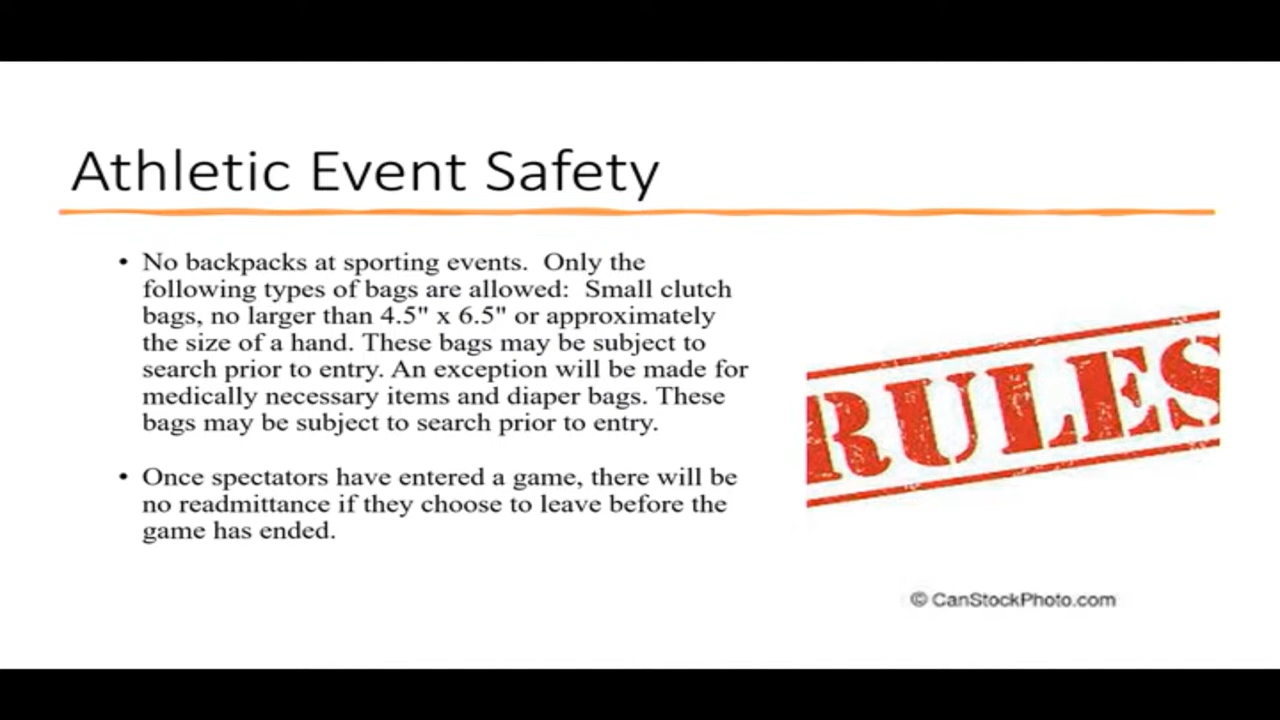 Athletic Event Safety
• No backpacks at sporting events.  Only the
following types of bags are allowed:  Small clutch
bags, no larger than 4.5" x 6.5" or approximately
the size of a hand. These bags may be subject to
search prior to entry. An exception will be made for
medically necessary items and diaper bags. These
bags may be subject to search prior to entry.
• Once spectators have entered a game, there will be
no readmittance if they choose to leave before the
game has ended.
RULES
© CanStockPhoto.com